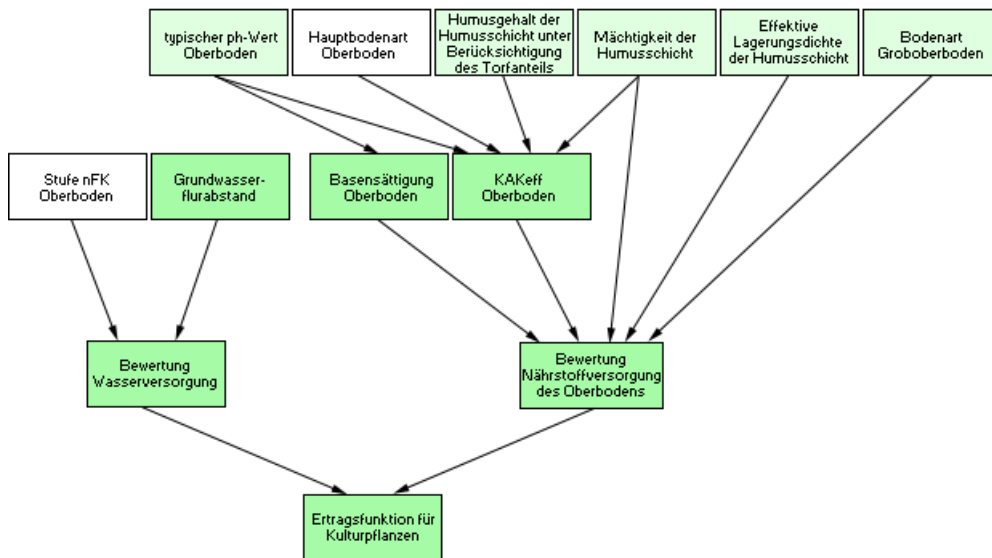 typischer ph-Wert
Oberboden
Hauptbodenart
Oberboden
Humusgehalt der
Humusschicht unter
Berücksichtigung
des Torfanteils
Mächtigkeit der
Humusschicht
Effektive
Lagerungsdichte
der Humusschicht
Bodenart
Groboberboden
Stufe nFK
Oberboden
Grundwasser-
flurabstand
Basensättigung
Oberboden
KAKeff
Oberboden
Bewertung
Wasserversorgung
Bewertung
Nährstoffversorgung
des Oberbodens
Ertragsfunktion für
Kulturpflanzen